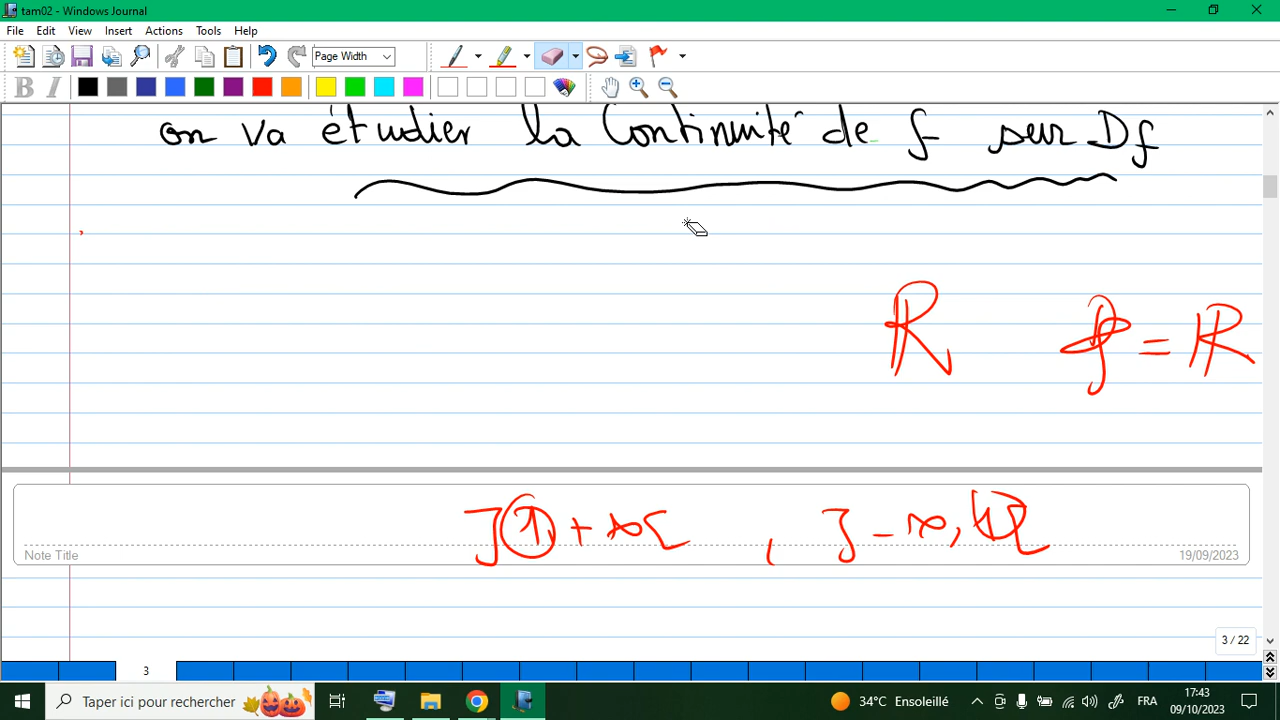 tam02 - Windows Journal
File Edit View Insert Actions Tools Help
Page Width
B I
on va étudier la Continuité de f sur Df
ℝ
= ℝ
]1, +∞[ , ]-∞, 1[
Note Title
19/09/2023
3 / 22
3
Taper ici pour rechercher
34°C Ensoleillé
FRA
17:43
09/10/2023